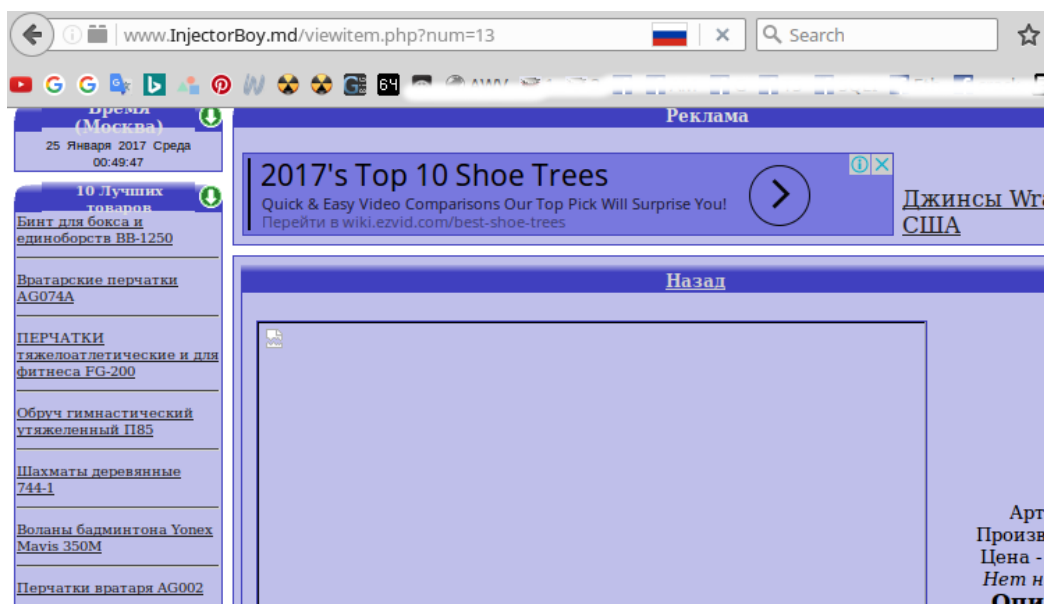 www.InjectorBoy.md/viewitem.php?num=13
Search
64
Время
(Москва)
25 Января 2017 Среда
00:49:47
10 Лучших
товаров
Бинт для бокса и
единоборств BB-1250
Вратарские перчатки
AG074A
ПЕРЧАТКИ
тяжелоатлетические и для
фитнеса FG-200
Обруч гимнастический
утяжеленный П85
Шахматы деревянные
744-1
Воланы бадминтона Yonex
Mavis 350M
Перчатки вратаря AG002
Реклама
2017's Top 10 Shoe Trees
Quick & Easy Video Comparisons Our Top Pick Will Surprise You!
Перейти в wiki.ezvid.com/best-shoe-trees
Джинсы Wra
США
Назад
Арт
Произв
Цена -
Нет н
Опи